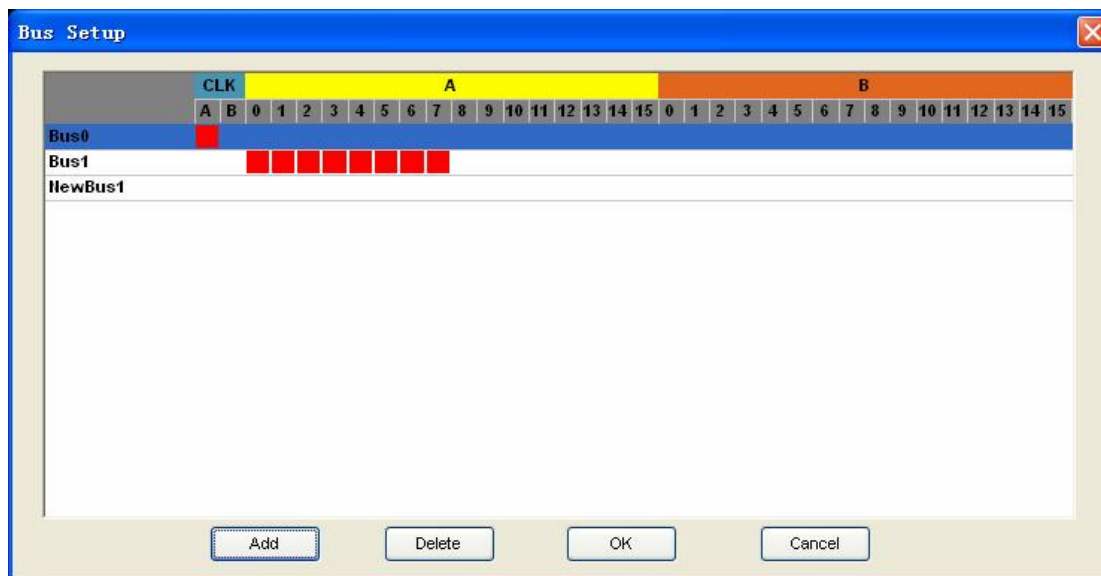 Bus Setup
CLK A B
A B 0 1 2 3 4 5 6 7 8 9 10 11 12 13 14 15 0 1 2 3 4 5 6 7 8 9 10 11 12 13 14 15
Bus0
Bus1
NewBus1
Add Delete OK Cancel